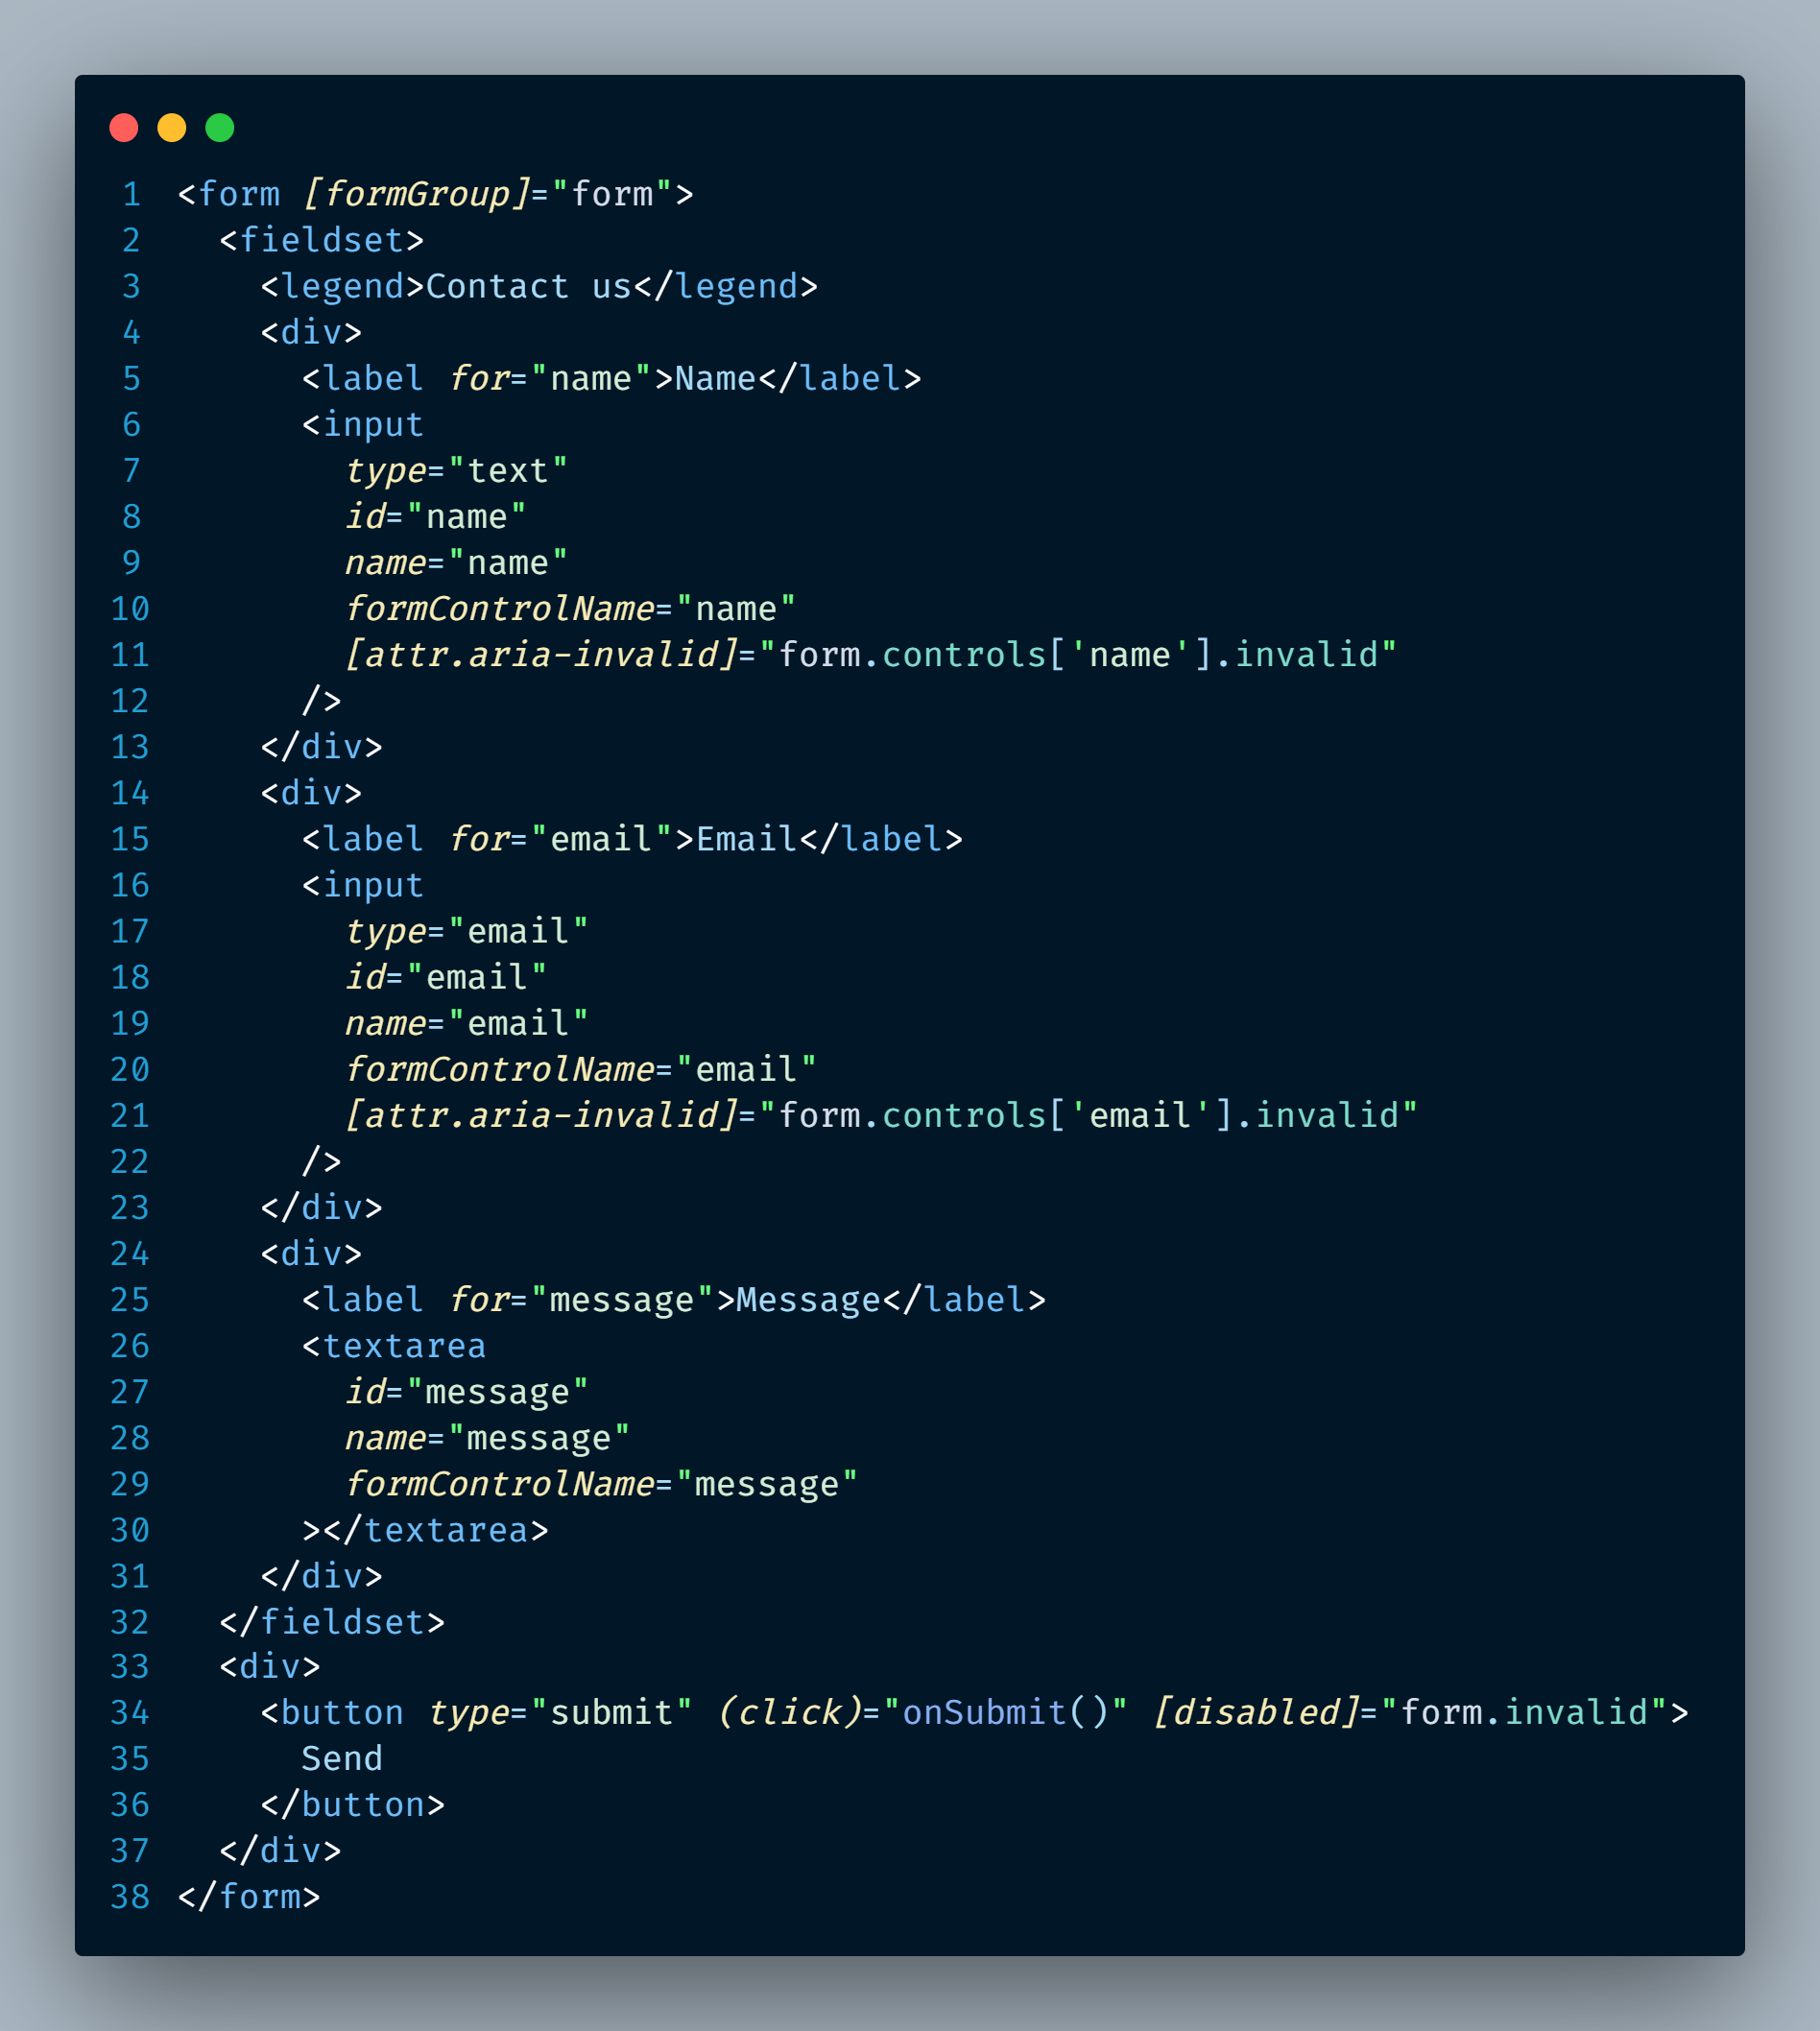 1 <form [formGroup]="form">
2   <fieldset>
3     <legend>Contact us</legend>
4     <div>
5       <label for="name">Name</label>
6       <input
7         type="text"
8         id="name"
9         name="name"
10         formControlName="name"
11         [attr.aria-invalid]="form.controls['name'].invalid"
12       />
13     </div>
14     <div>
15       <label for="email">Email</label>
16       <input
17         type="email"
18         id="email"
19         name="email"
20         formControlName="email"
21         [attr.aria-invalid]="form.controls['email'].invalid"
22       />
23     </div>
24     <div>
25       <label for="message">Message</label>
26       <textarea
27         id="message"
28         name="message"
29         formControlName="message"
30       ></textarea>
31     </div>
32   </fieldset>
33   <div>
34     <button type="submit" (click)="onSubmit()" [disabled]="form.invalid">
35       Send
36     </button>
37   </div>
38 </form>